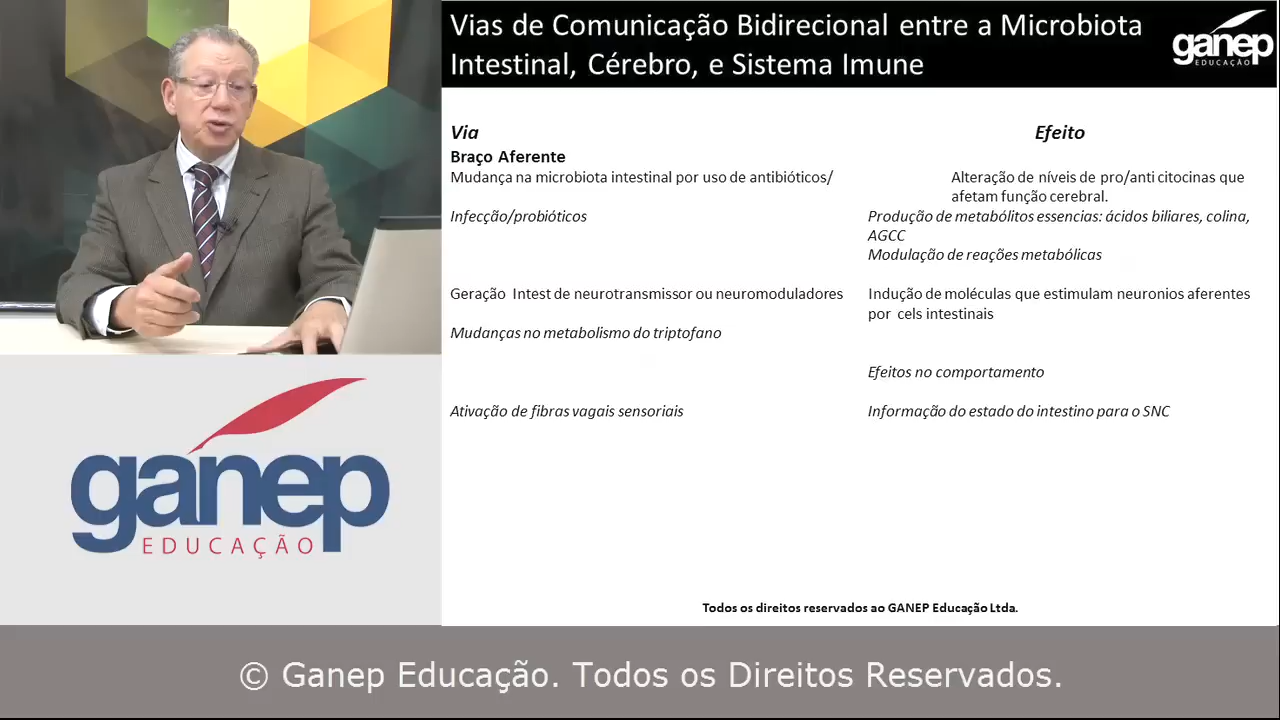 Vias de Comunicação Bidirecional entre a Microbiota
Intestinal, Cérebro, e Sistema Imune
ganep
EDUCAÇÃO
Via
Efeito
Braço Aferente
Mudança na microbiota intestinal por uso de antibióticos/
Alteração de níveis de pro/anti citocinas que
afetam função cerebral.
Infecção/probióticos
Produção de metabólitos essencias: ácidos biliares, colina,
AGCC
Modulação de reações metabólicas
Geração Intest de neurotransmissor ou neuromoduladores
Indução de moléculas que estimulam neuronios aferentes
por cels intestinais
Mudanças no metabolismo do triptofano
Efeitos no comportamento
Ativação de fibras vagais sensoriais
Informação do estado do intestino para o SNC
ganep
EDUCAÇÃO
Todos os direitos reservados ao GANEP Educação Ltda.
© Ganep Educação. Todos os Direitos Reservados.